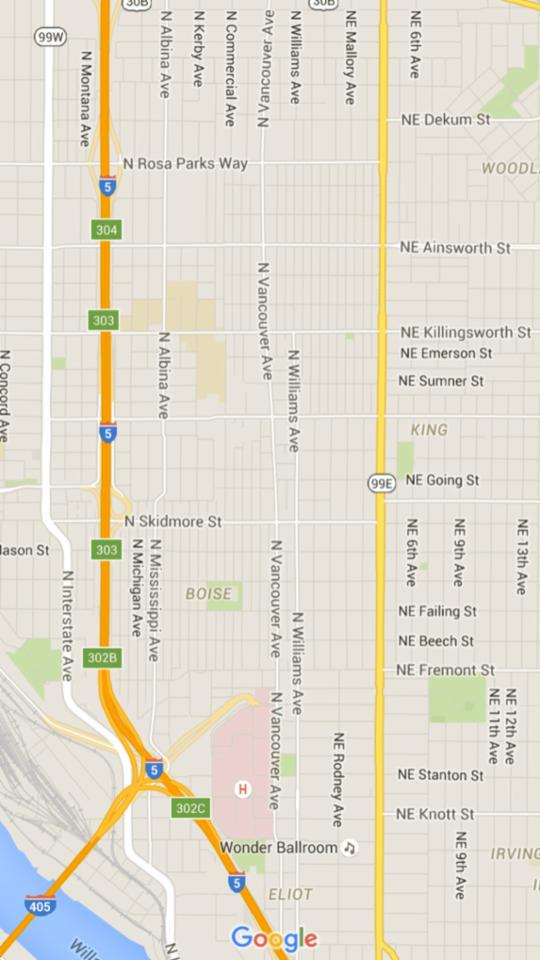 30B
30B
99W
N Montana Ave
N Albina Ave
N Kerby Ave
N Commercial Ave
N Vancouver Ave
N Williams Ave
NE Mallory Ave
NE 6th Ave
NE Dekum St
N Rosa Parks Way
WOODL
5
304
NE Ainsworth St
N Vancouver Ave
303
NE Killingsworth St
N Albina Ave
N Williams Ave
NE Emerson St
N Concord Ave
NE Sumner St
5
KING
99E
NE Going St
N Skidmore St
303
ason St
N Michigan Ave
N Mississippi Ave
N Vancouver Ave
NE 6th Ave
NE 9th Ave
NE 13th Ave
N Interstate Ave
BOISE
N Williams Ave
NE Failing St
NE Beech St
302B
NE Fremont St
N Vancouver Ave
NE 11th Ave
NE 12th Ave
NE Rodney Ave
5
NE Stanton St
H
302C
NE Knott St
Wonder Ballroom
NE 9th Ave
IRVING
5
ELIOT
405
Will
N I
Google